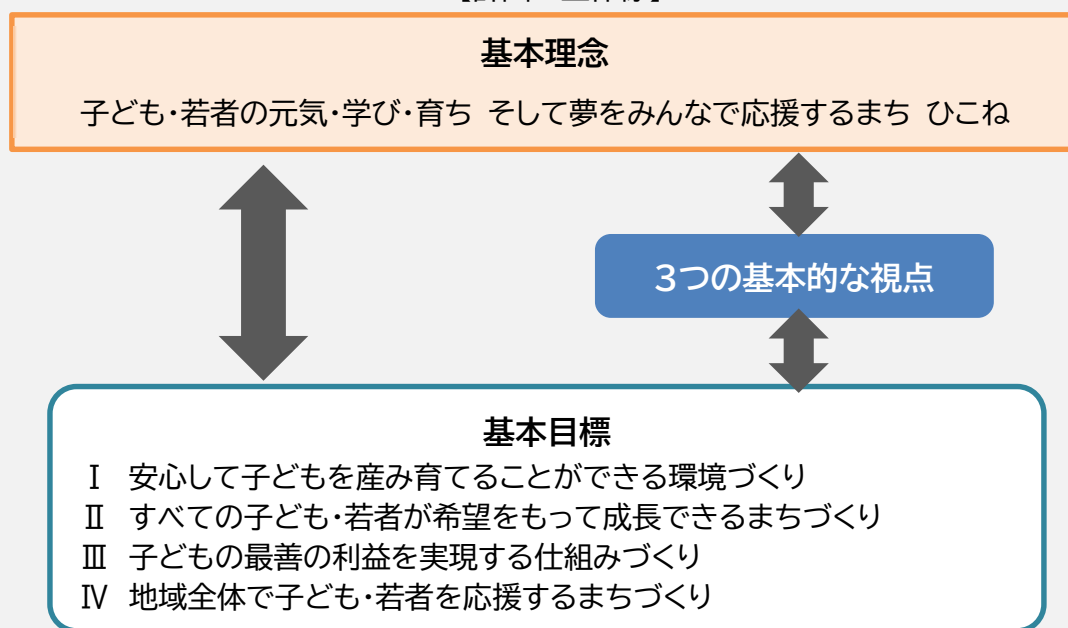 基本理念
子ども・若者の元気・学び・育ち そして夢をみんなで応援するまち ひこね
３つの基本的な視点
基本目標
Ⅰ 安心して子どもを産み育てることができる環境づくり
Ⅱ すべての子ども・若者が希望をもって成長できるまちづくり
Ⅲ 子どもの最善の利益を実現する仕組みづくり
Ⅳ 地域全体で子ども・若者を応援するまちづくり